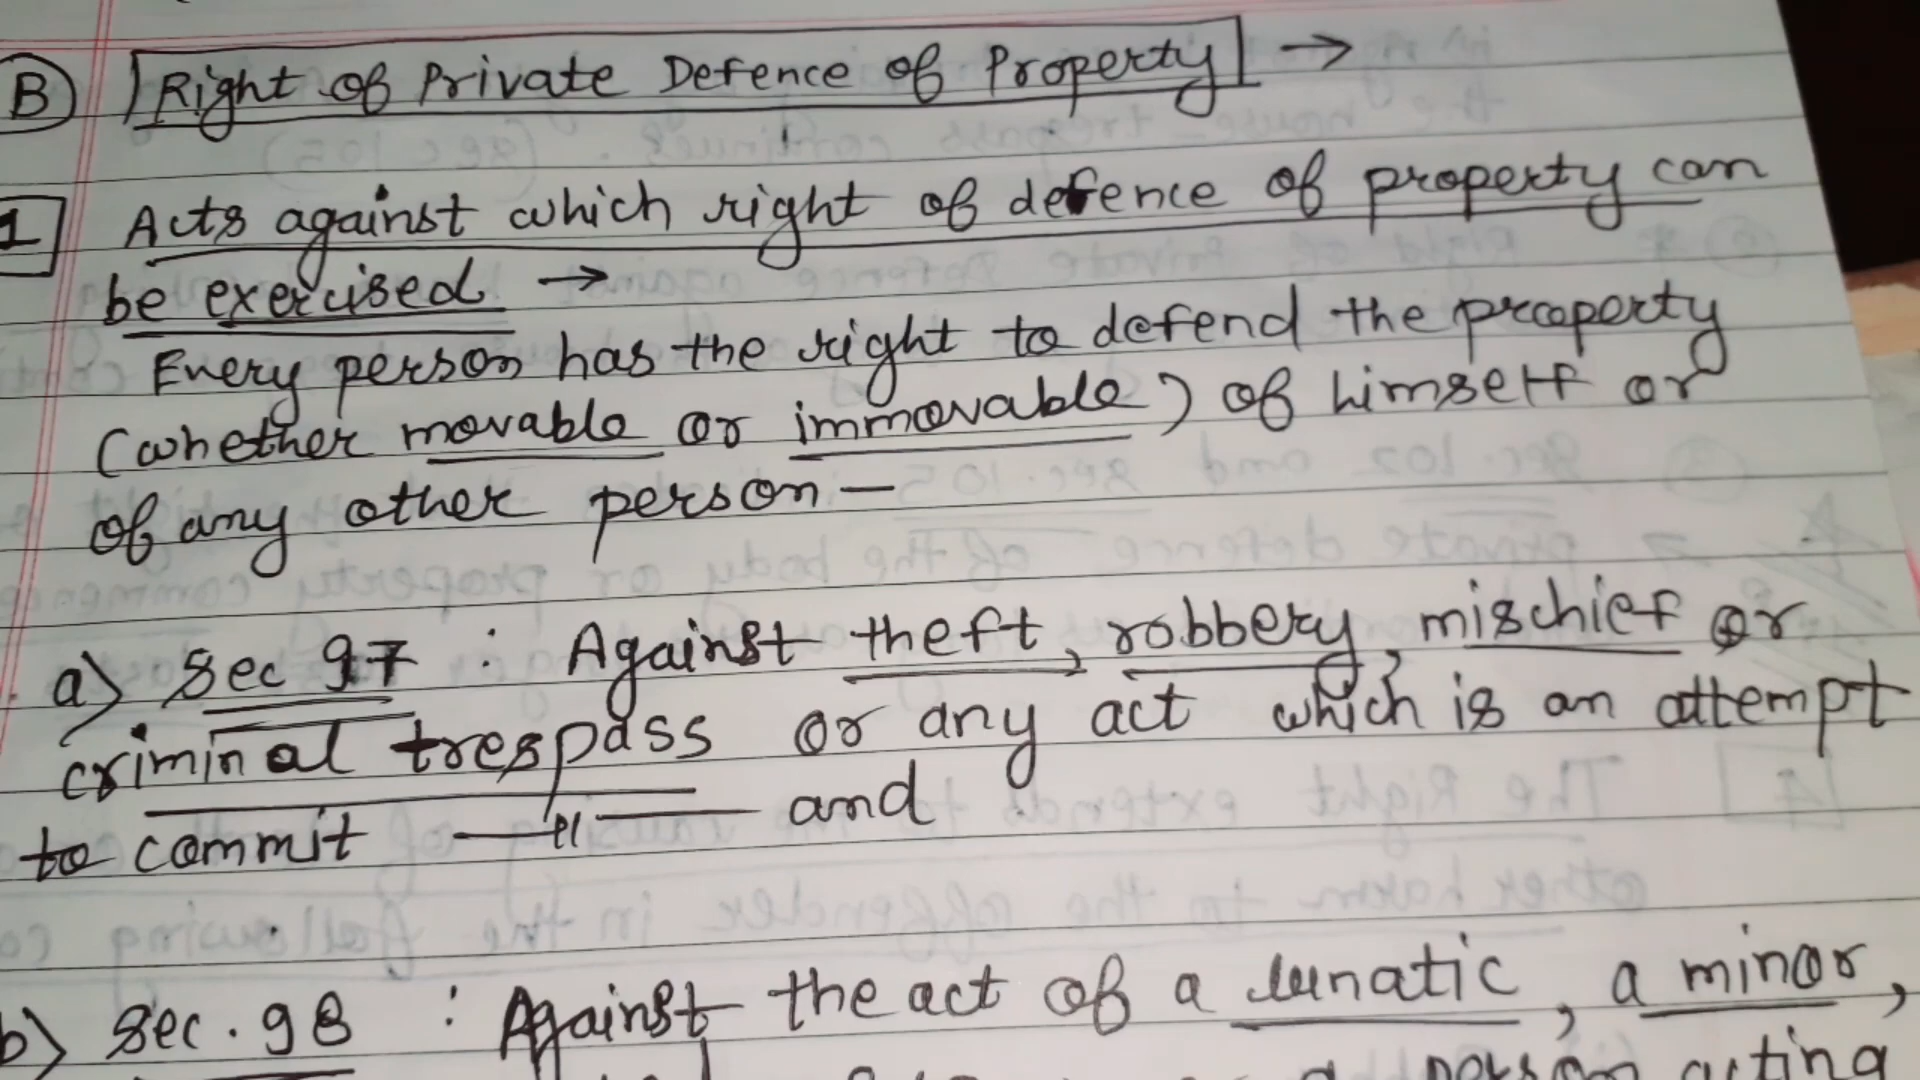 B Right of Private Defence of Property →
1 Acts against which right of defence of property can
be exercised →
Every person has the right to defend the property
(whether movable or immovable) of himself or
of any other person —
a) Sec 97 : Against theft, robbery, mischief or
criminal trespass or any act which is an attempt
to commit — " — and
b) Sec. 98 : Against the act of a lunatic, a minor,
a person acting